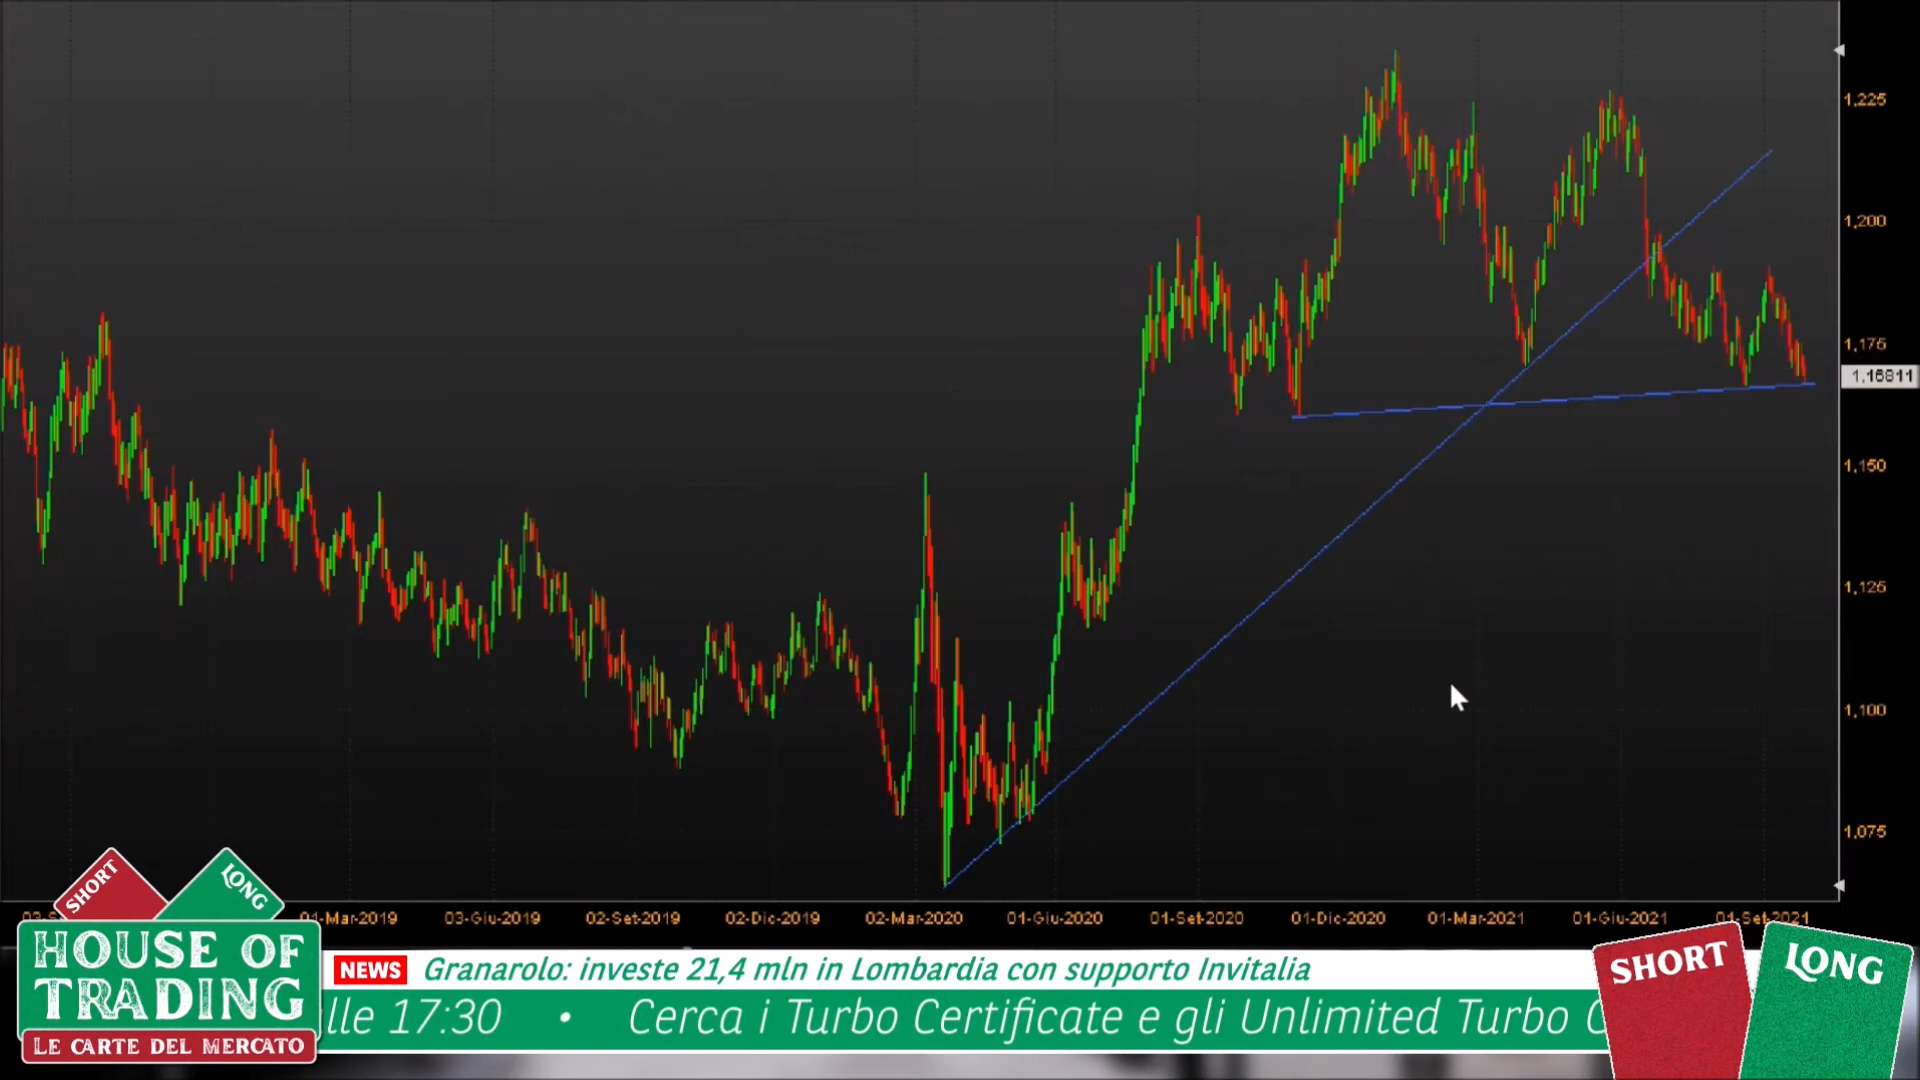 1,225
1,200
1,175
1,16811
1,150
1,125
1,100
1,075
01-Mar-2019
03-Giu-2019
02-Set-2019
02-Dic-2019
02-Mar-2020
01-Giu-2020
01-Set-2020
01-Dic-2020
01-Mar-2021
01-Giu-2021
01-Set-2021
SHORT
LONG
HOUSE OF
TRADING
LE CARTE DEL MERCATO
NEWS Granarolo: investe 21,4 mln in Lombardia con supporto Invitalia
alle 17:30 • Cerca i Turbo Certificate e gli Unlimited Turbo C
SHORT
LONG